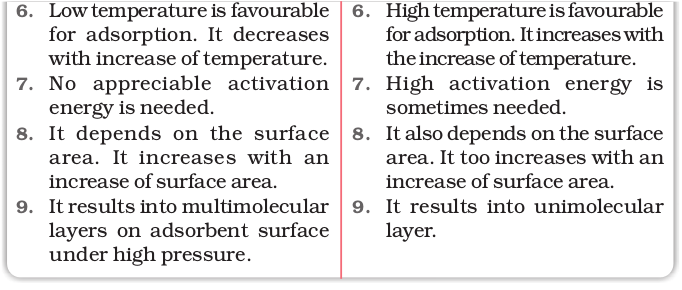 6. Low temperature is favourable
for adsorption. It decreases
with increase of temperature.
7. No appreciable activation
energy is needed.
8. It depends on the surface
area. It increases with an
increase of surface area.
9. It results into multimolecular
layers on adsorbent surface
under high pressure.
6. High temperature is favourable
for adsorption. It increases with
the increase of temperature.
7. High activation energy is
sometimes needed.
8. It also depends on the surface
area. It too increases with an
increase of surface area.
9. It results into unimolecular
layer.